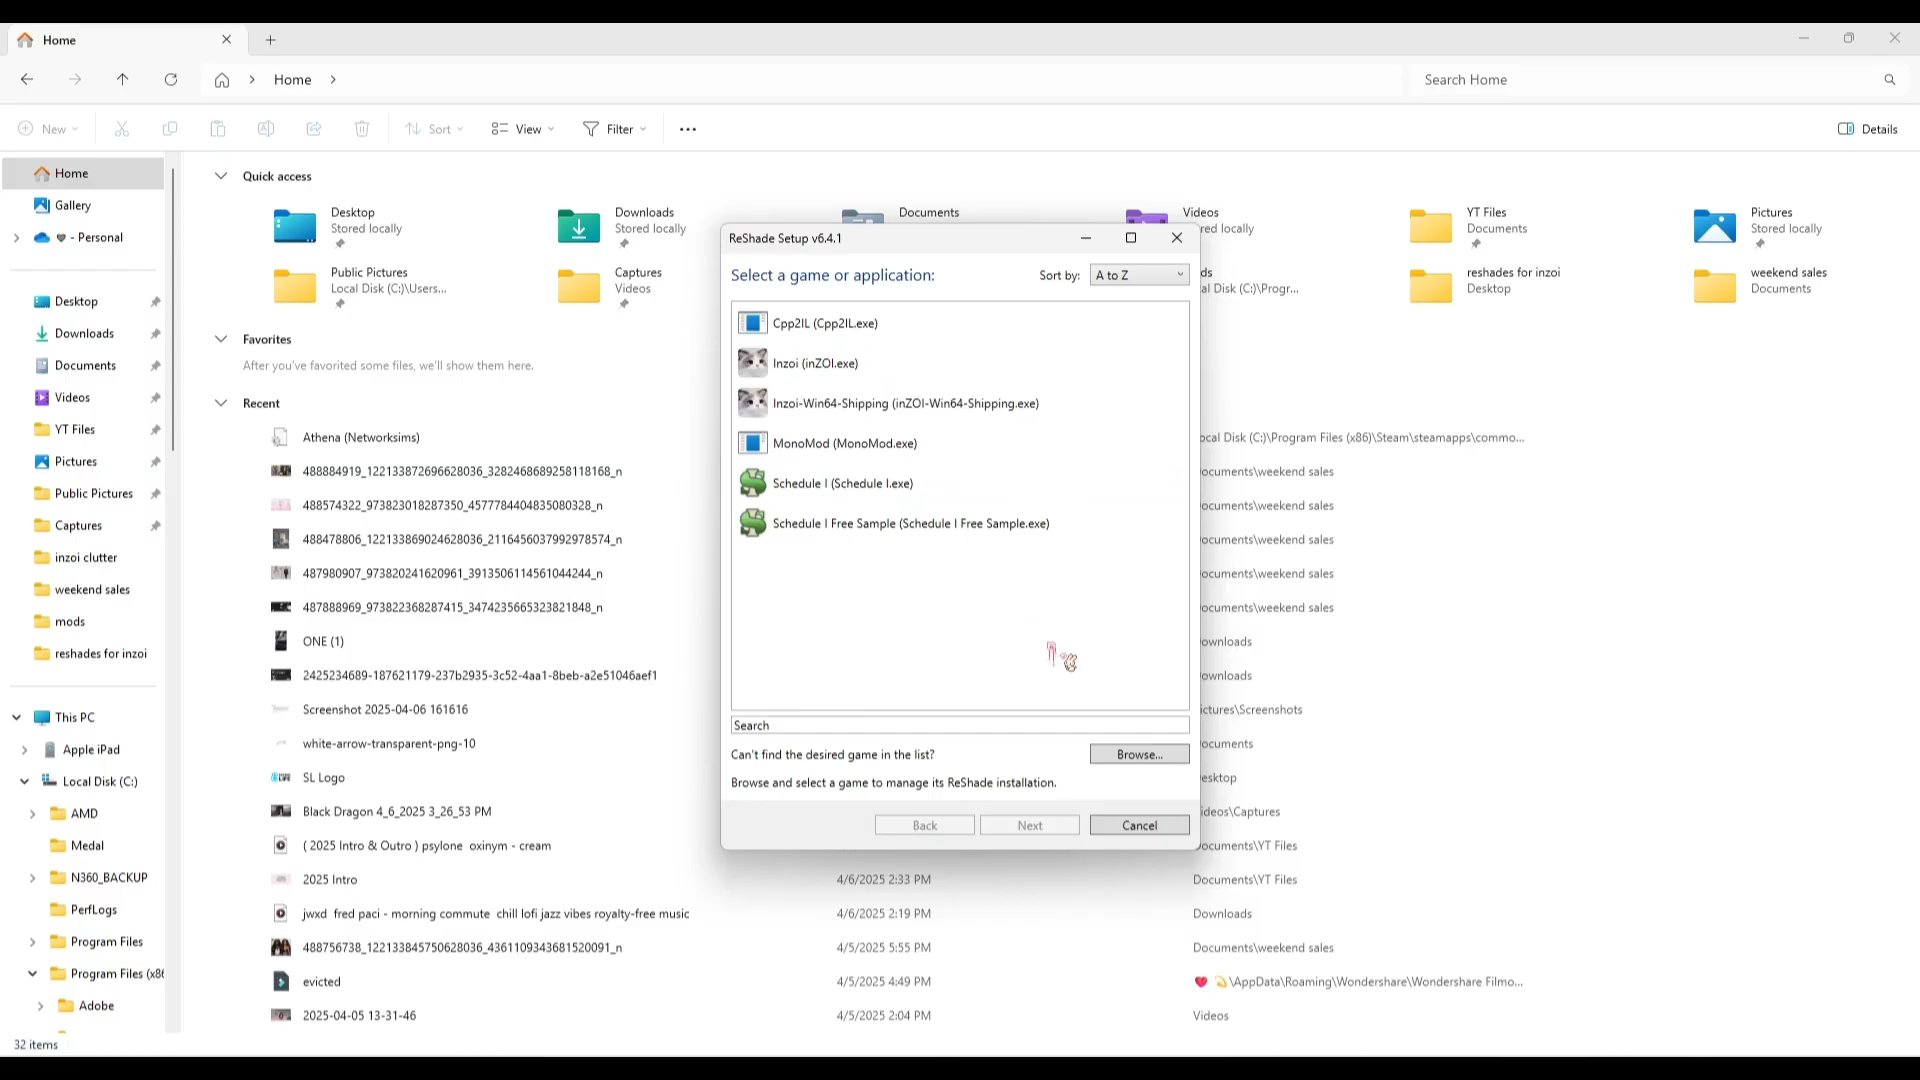 Home
Home
Search Home
New
Sort
View
Filter
Details
Home
Gallery
- Personal
Desktop
Downloads
Documents
Videos
YT Files
Pictures
Public Pictures
Captures
inzoi clutter
weekend sales
mods
reshades for inzoi
This PC
Apple iPad
Local Disk (C:)
AMD
Medal
N360_BACKUP
PerfLogs
Program Files
Program Files (x86
Adobe
32 items
Quick access
Desktop
Stored locally
Downloads
Stored locally
Documents
Videos
red locally
YT Files
Documents
Pictures
Stored locally
Public Pictures
Local Disk (C:)\Users...
Captures
Videos
ds
al Disk (C:)\Progr...
reshades for inzoi
Desktop
weekend sales
Documents
Favorites
After you've favorited some files, we'll show them here.
Recent
Athena (Networksims)
ocal Disk (C:)\Program Files (x86)\Steam\steamapps\commo...
488884919_122133872696628036_3282468689258118168_n
ocuments\weekend sales
488574322_973823018287350_4577784404835080328_n
ocuments\weekend sales
488478806_122133869024628036_2116456037992978574_n
ocuments\weekend sales
487980907_973820241620961_3913506114561044244_n
ocuments\weekend sales
487888969_973822368287415_3474235665323821848_n
ocuments\weekend sales
ONE (1)
ownloads
2425234689-187621179-237b2935-3c52-4aa1-8beb-a2e51046aef1
ownloads
Screenshot 2025-04-06 161616
ictures\Screenshots
white-arrow-transparent-png-10
ocuments
SL Logo
esktop
Black Dragon 4_6_2025 3_26_53 PM
ideos\Captures
( 2025 Intro & Outro ) psylone oxinym - cream
ocuments\YT Files
2025 Intro
4/6/2025 2:33 PM
Documents\YT Files
jwxd fred paci - morning commute chill lofi jazz vibes royalty-free music
4/6/2025 2:19 PM
Downloads
488756738_122133845750628036_4361109343681520091_n
4/5/2025 5:55 PM
Documents\weekend sales
evicted
4/5/2025 4:49 PM
\AppData\Roaming\Wondershare\Wondershare Filmo...
2025-04-05 13-31-46
4/5/2025 2:04 PM
Videos
ReShade Setup v6.4.1
Select a game or application:
Sort by:
A to Z
Cpp2IL (Cpp2IL.exe)
Inzoi (inZOI.exe)
Inzoi-Win64-Shipping (inZOI-Win64-Shipping.exe)
MonoMod (MonoMod.exe)
Schedule I (Schedule I.exe)
Schedule I Free Sample (Schedule I Free Sample.exe)
Search
Can't find the desired game in the list?
Browse...
Browse and select a game to manage its ReShade installation.
Back
Next
Cancel